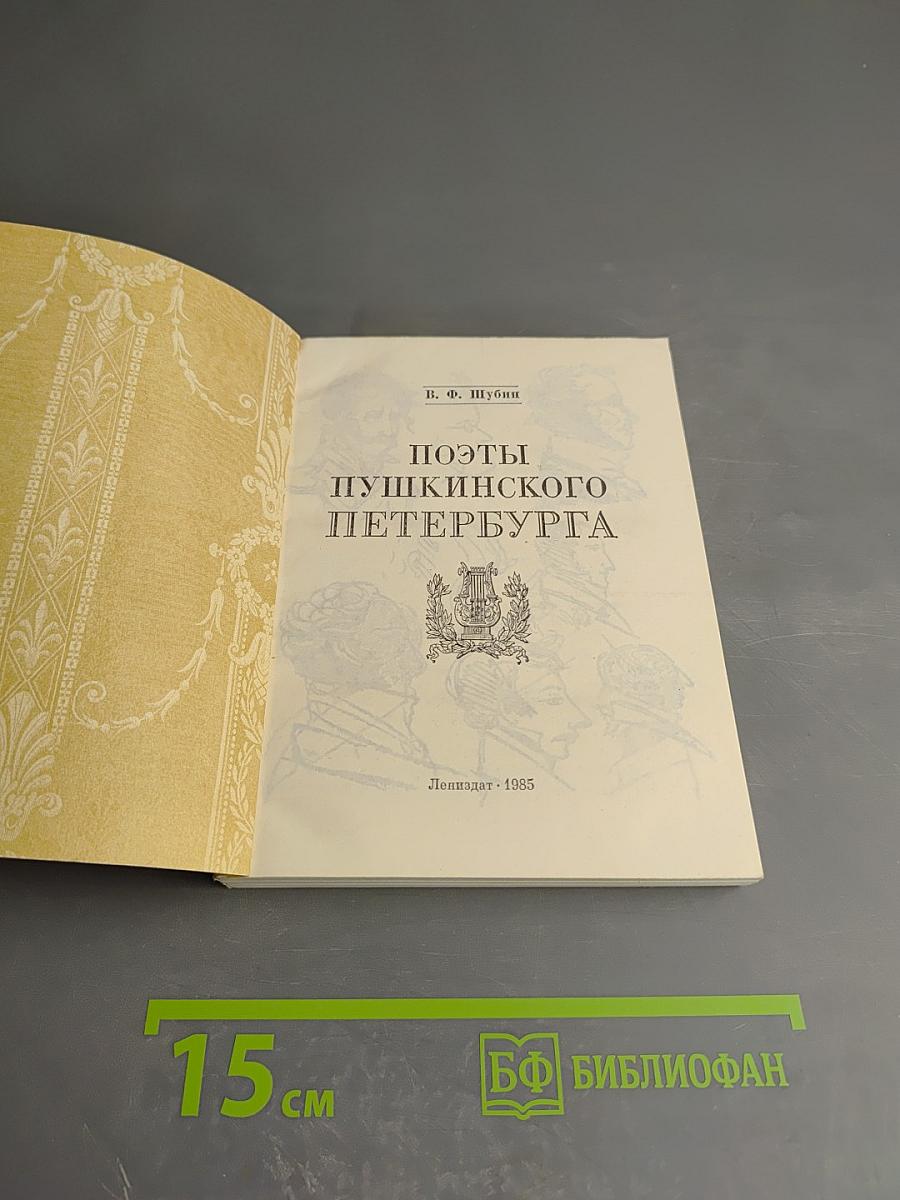 В. Ф. Шубин
ПОЭТЫ
ПУШКИНСКОГО
ПЕТЕРБУРГА
Лениздат · 1985
15 см
БФ БИБЛИОФАН